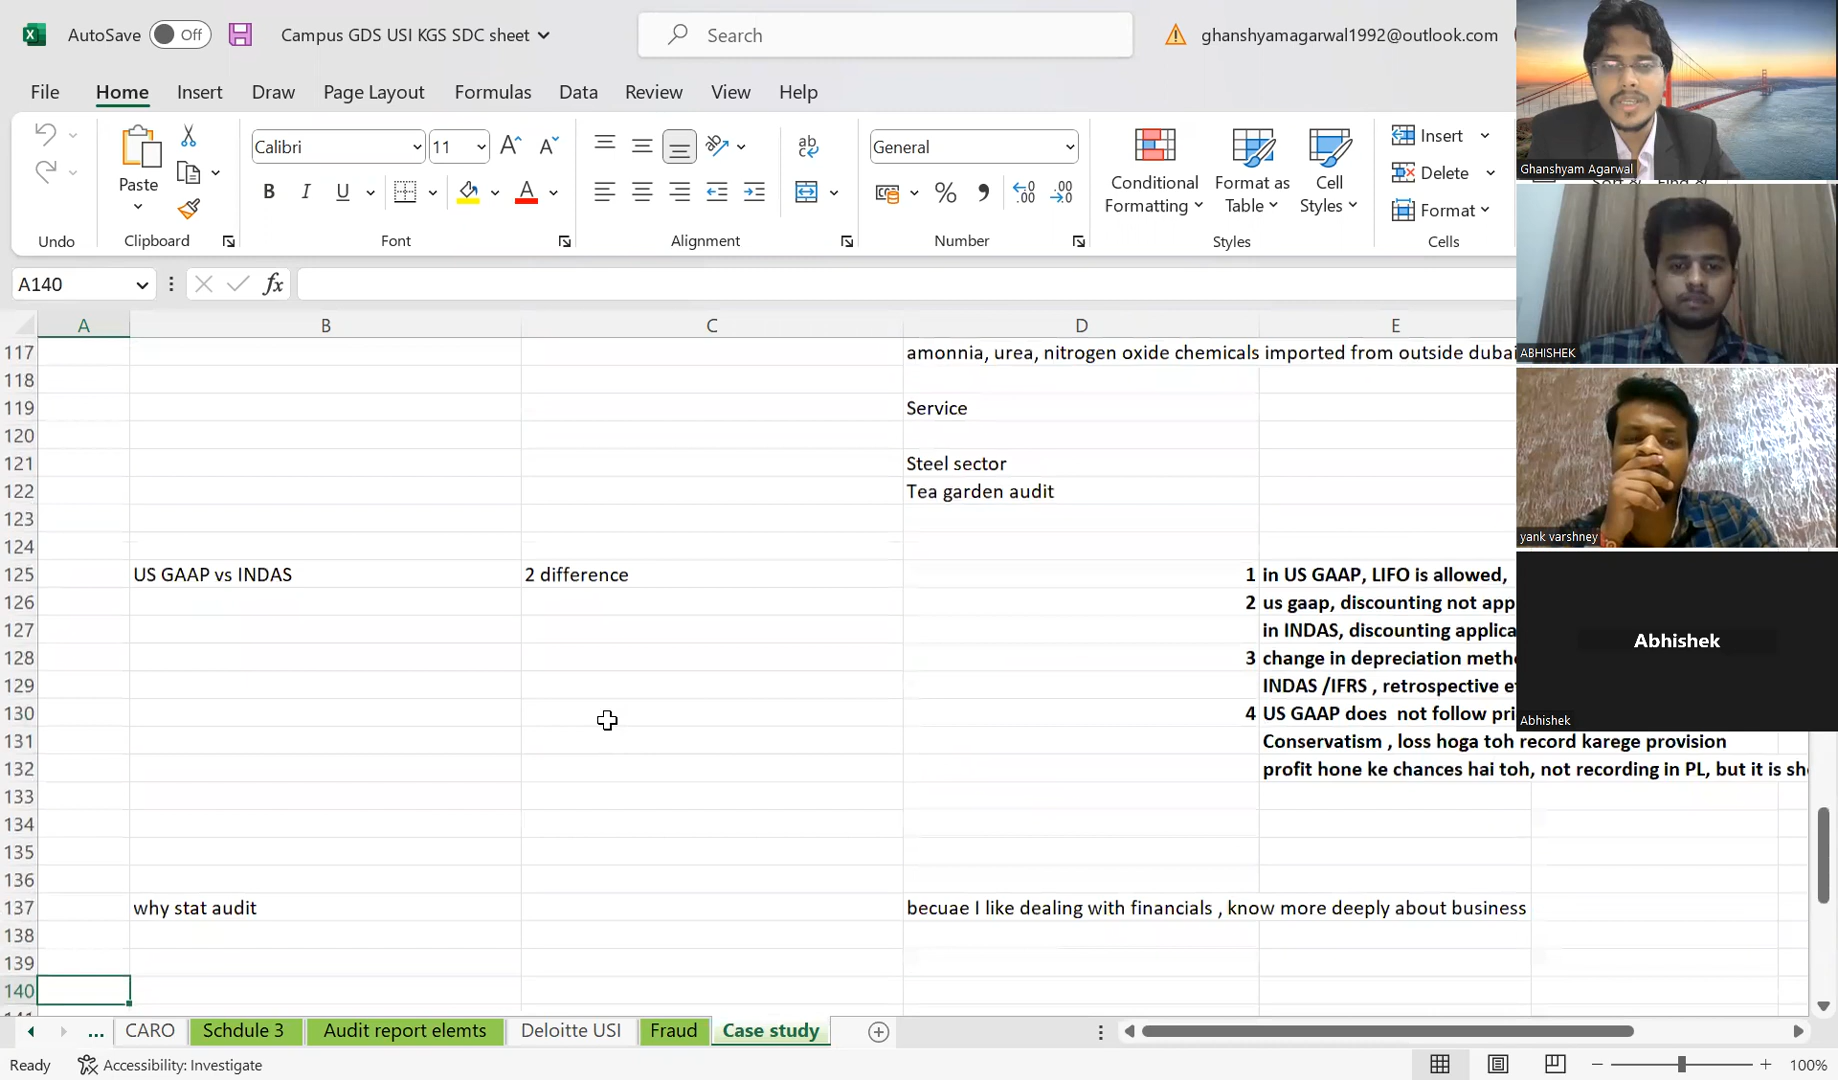 AutoSave Off Campus GDS USI KGS SDC sheet Search ghanshyamagarwal1992@outlook.com
File Home Insert Draw Page Layout Formulas Data Review View Help
Calibri 11 General Insert
Paste Conditional Formatting Format as Table Cell Styles Delete
Format
Undo Clipboard Font Alignment Number Styles Cells
A140 fx
A B C D E
117 amonnia, urea, nitrogen oxide chemicals imported from outside dubai
118
119 Service
120
121 Steel sector
122 Tea garden audit
123
124
125 US GAAP vs INDAS 2 difference 1 in US GAAP, LIFO is allowed,
126 2 us gaap, discounting not app
127 in INDAS, discounting applica
128 3 change in depreciation meth
129 INDAS /IFRS , retrospective
130 4 US GAAP does not follow pri
131 Conservatism , loss hoga toh record karege provision
132 profit hone ke chances hai toh, not recording in PL, but it is sh
133
134
135
136
137 why stat audit becuae I like dealing with financials , know more deeply about business
138
139
140
... CARO Schdule 3 Audit report elemts Deloitte USI Fraud Case study
Ready Accessibility: Investigate 100%
Ghanshyam Agarwal
ABHISHEK
yank varshney
Abhishek
Abhishek